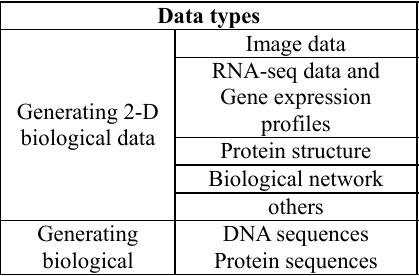 Data types
Generating 2-D
biological data
Image data
RNA-seq data and
Gene expression
profiles
Protein structure
Biological network
others
Generating
biological
DNA sequences
Protein sequences